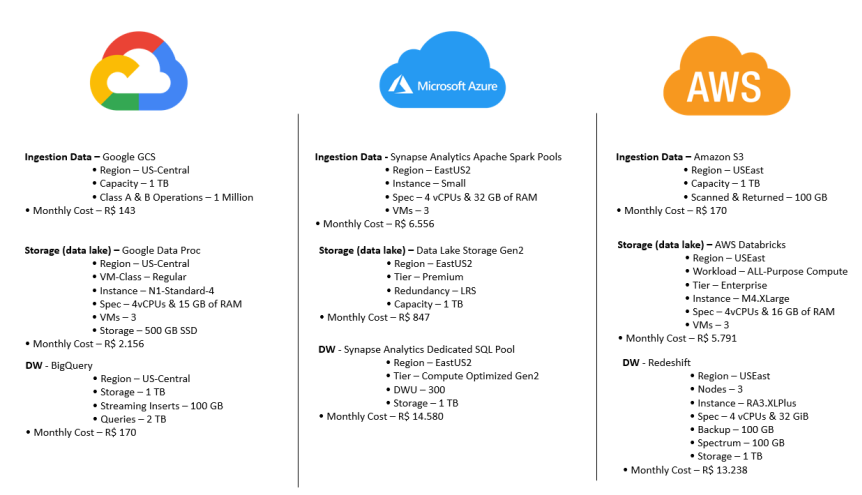 Microsoft Azure
AWS
Ingestion Data – Google GCS
• Region – US-Central
• Capacity – 1 TB
• Class A & B Operations – 1 Million
• Monthly Cost – R$ 143
Storage (data lake) – Google Data Proc
• Region – US-Central
• VM-Class – Regular
• Instance – N1-Standard-4
• Spec – 4vCPUs & 15 GB of RAM
• VMs – 3
• Storage – 500 GB SSD
• Monthly Cost – R$ 2.156
DW - BigQuery
• Region – US-Central
• Storage – 1 TB
• Streaming Inserts – 100 GB
• Queries – 2 TB
• Monthly Cost – R$ 170
Ingestion Data - Synapse Analytics Apache Spark Pools
• Region – EastUS2
• Instance – Small
• Spec – 4 vCPUs & 32 GB of RAM
• VMs – 3
• Monthly Cost – R$ 6.556
Storage (data lake) – Data Lake Storage Gen2
• Region – EastUS2
• Tier – Premium
• Redundancy – LRS
• Capacity – 1 TB
• Monthly Cost – R$ 847
DW - Synapse Analytics Dedicated SQL Pool
• Region – EastUS2
• Tier – Compute Optimized Gen2
• DWU – 300
• Storage – 1 TB
• Monthly Cost – R$ 14.580
Ingestion Data – Amazon S3
• Region – USEast
• Capacity – 1 TB
• Scanned & Returned – 100 GB
• Monthly Cost – R$ 170
Storage (data lake) – AWS Databricks
• Region – USEast
• Workload – ALL-Purpose Compute
• Tier – Enterprise
• Instance – M4.XLarge
• Spec – 4vCPUs & 16 GB of RAM
• VMs – 3
• Monthly Cost – R$ 5.791
DW - Redeshift
• Region – USEast
• Nodes – 3
• Instance – RA3.XLPlus
• Spec – 4 vCPUs & 32 GiB
• Backup – 100 GB
• Spectrum – 100 GB
• Storage – 1 TB
• Monthly Cost – R$ 13.238